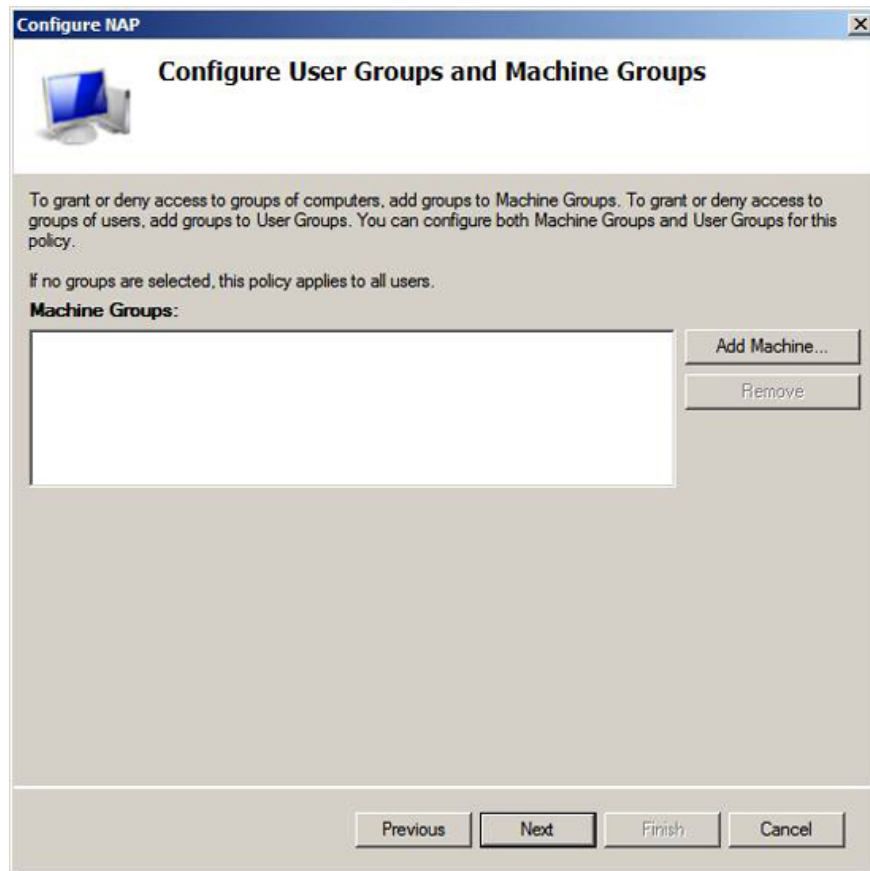 Configure NAP
Configure User Groups and Machine Groups
To grant or deny access to groups of computers, add groups to Machine Groups. To grant or deny access to
groups of users, add groups to User Groups. You can configure both Machine Groups and User Groups for this
policy.
If no groups are selected, this policy applies to all users.
Machine Groups:
Add Machine...
Remove
Previous
Next
Finish
Cancel